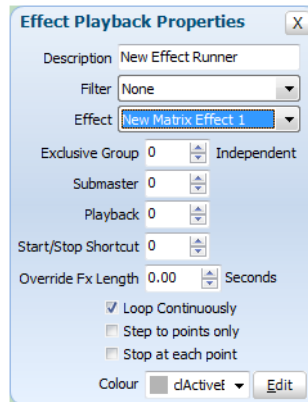 Effect Playback Properties X
Description New Effect Runner
Filter None
Effect New Matrix Effect 1
Exclusive Group 0 Independent
Submaster 0
Playback 0
Start/Stop Shortcut 0
Override Fx Length 0.00 Seconds
Loop Continuously
Step to points only
Stop at each point
Colour Edit